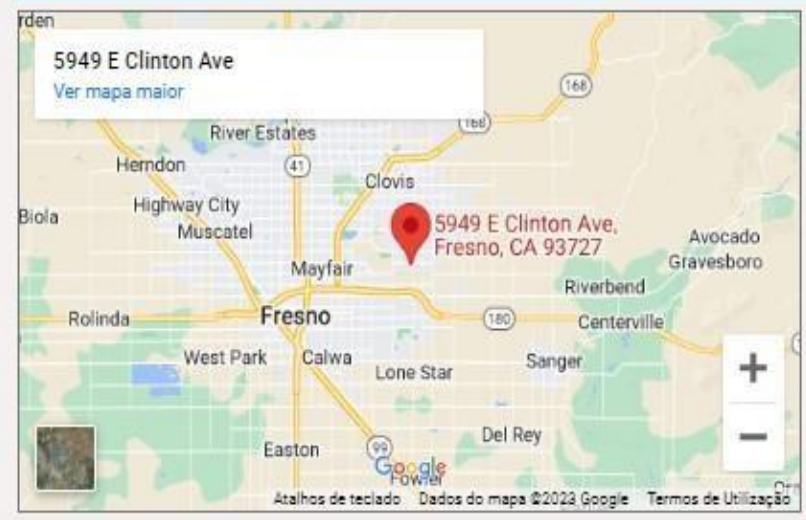 rden
5949 E Clinton Ave
Ver mapa maior
168
168
River Estates
Herndon
41
Clovis
Biola
Highway City
Muscatel
5949 E Clinton Ave,
Fresno, CA 93727
Avocado
Gravesboro
Mayfair
Riverbend
Rolinda
Fresno
180
Centerville
West Park
Calwa
Lone Star
Sanger
Del Rey
Easton
99
Google
Fowler
Atalhos de teclado
Dados do mapa ©2023 Google
Termos de Utilização